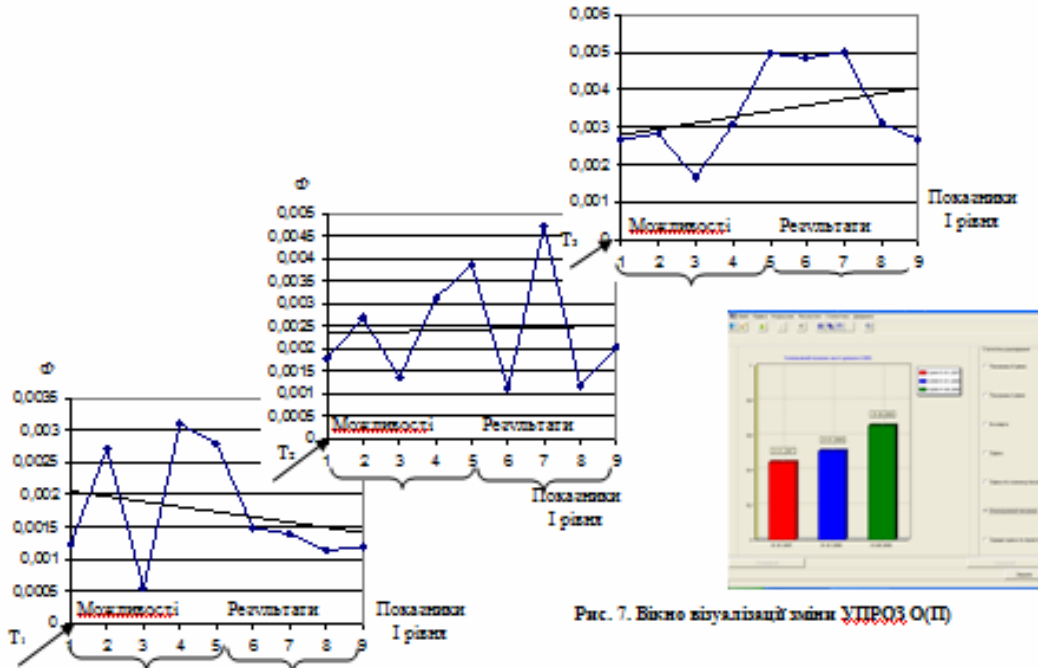 0,006
0,005
0,004
0,003
0,002
0,001
0
Можливості Результати
Показники
I рівня
T₃
1 2 3 4 5 6 7 8 9
Ф
0,005
0,0045
0,004
0,0035
0,003
0,0025
0,002
0,0015
0,001
0,0005
0
Можливості Результати
T₂
1 2 3 4 5 6 7 8 9
Показники
I рівня
Ф
0,0035
0,003
0,0025
0,002
0,0015
0,001
0,0005
0
Можливості Результати
Показники
I рівня
T₁
1 2 3 4 5 6 7 8 9
Рис. 7. Вікно візуалізації зміни УПРОЗ О(П)